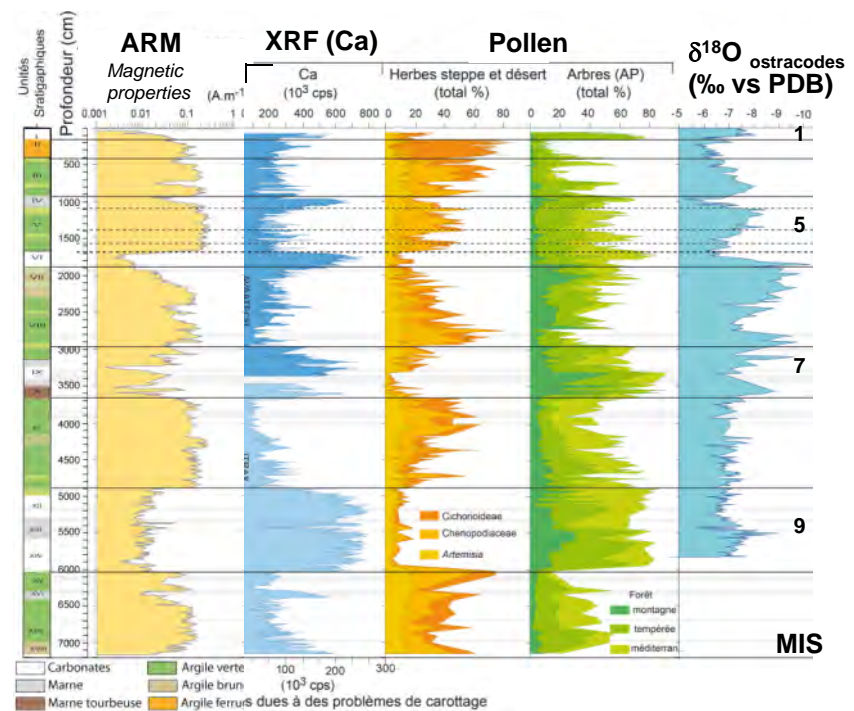 ARM
XRF (Ca)
Pollen
δ18O ostracodes
(‰ vs PDB)
Unités
Stratigraphiques
Profondeur (cm)
Magnetic
properties
(A.m-1
Ca
(10³ cps)
Herbes steppe et désert
(total %)
Arbres (AP)
(total %)
0.001 0.01 0.1 1
0 200 400 600 800
0 20 40 60 80
0 20 40 60 80
-5 -6 -7 -8 -9 -10
500
1000
1500
2000
2500
3000
3500
4000
4500
5000
5500
6000
6500
7000
1
5
7
9
MIS
Cichorioideae
Chenopodiaceae
Artemisia
Forêt
montagne
tempérée
méditerran
Carbonates
Marne
Marne tourbeuse
Argile verte
Argile brun
Argile ferru
100 200 300
(10³ cps)
s dues à des problèmes de carottage